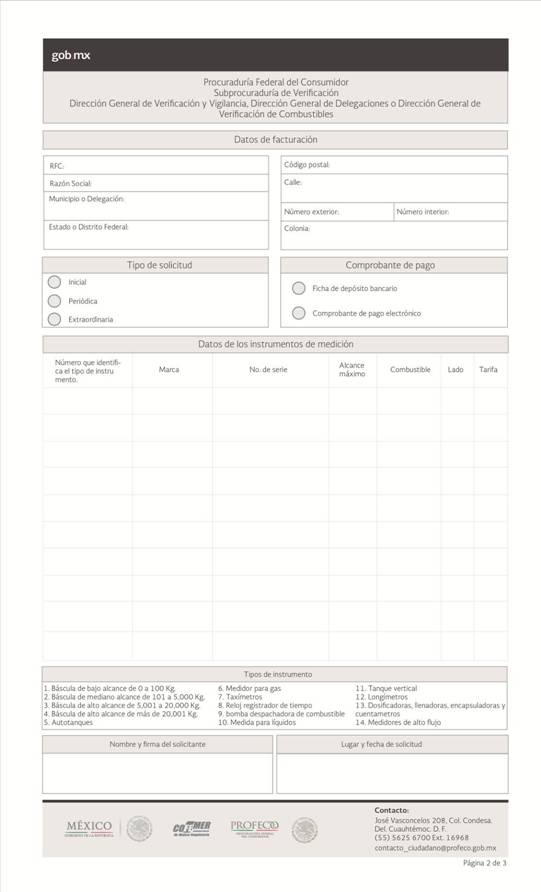 gob mx
Procuraduría Federal del Consumidor
Subprocuraduría de Verificación
Dirección General de Verificación y Vigilancia, Dirección General de Delegaciones o Dirección General de
Verificación de Combustibles
Datos de facturación
RFC:
Razón Social:
Municipio o Delegación:
Estado o Distrito Federal:
Código postal:
Calle:
Número exterior:
Número interior:
Colonia:
Tipo de solicitud
Inicial
Periódica
Extraordinaria
Comprobante de pago
Ficha de depósito bancario
Comprobante de pago electrónico
Datos de los instrumentos de medición
Número que identifi-
ca el tipo de instru
mento.
Marca
No. de serie
Alcance
máximo
Combustible
Lado
Tarifa
Tipos de instrumento
1. Báscula de bajo alcance de 0 a 100 Kg.
2. Báscula de mediano alcance de 101 a 5,000 Kg.
3. Báscula de alto alcance de 5,001 a 20,000 Kg.
4. Báscula de alto alcance de más de 20,001 Kg.
5. Autotanques
6. Medidor para gas
7. Taxímetros
8. Reloj registrador de tiempo
9. bomba despachadora de combustible
10. Medida para líquidos
11. Tanque vertical
12. Longímetros
13. Dosificadoras, llenadoras, encapsuladoras y
cuentametros
14. Medidores de alto flujo
Nombre y firma del solicitante
Lugar y fecha de solicitud
MÉXICO
GOBIERNO DE LA REPÚBLICA
PROFECO
Contacto:
José Vasconcelos 208, Col. Condesa.
Del. Cuauhtémoc. D. F.
(55) 5625 6700 Ext. 16968
contacto_ciudadano@profeco.gob.mx
Página 2 de 3